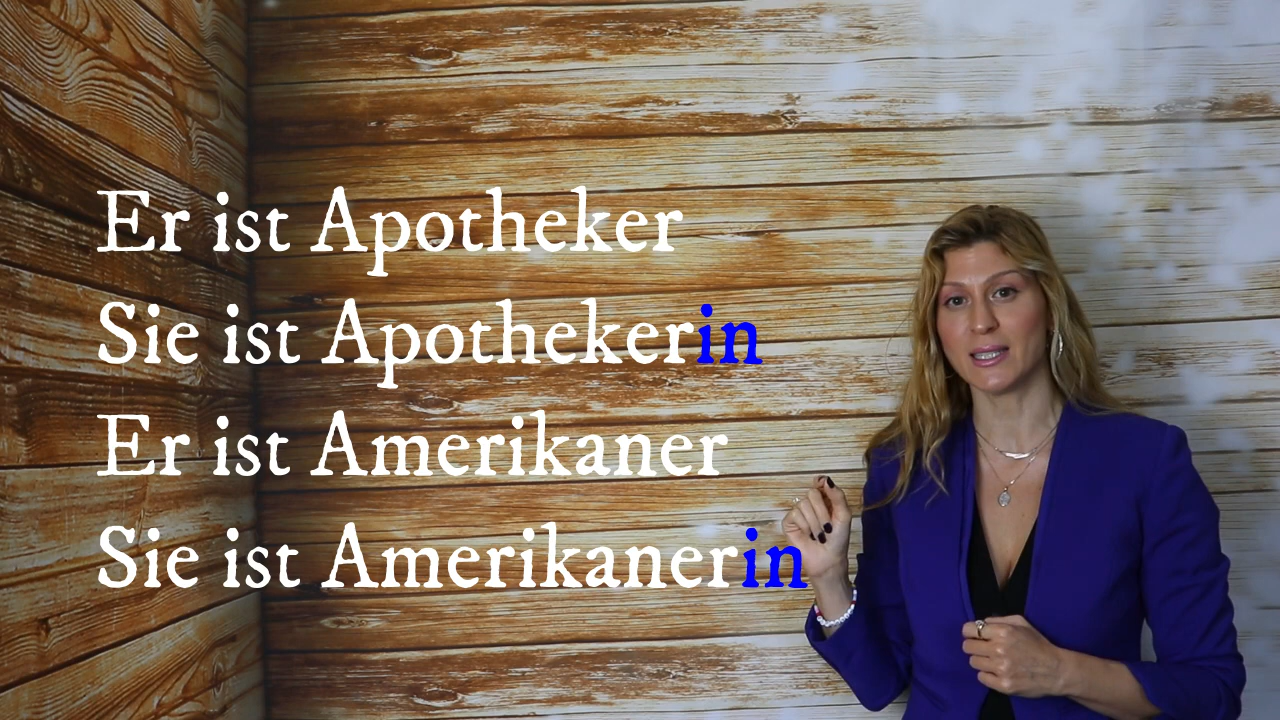 Er ist Apotheker
Sie ist Apothekerin
Er ist Amerikaner
Sie ist Amerikanerin